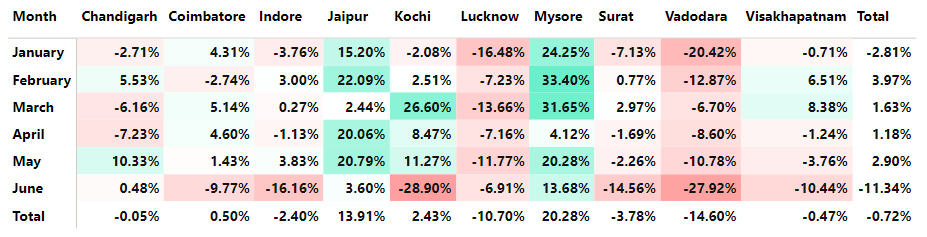 Month Chandigarh Coimbatore Indore Jaipur Kochi Lucknow Mysore Surat Vadodara Visakhapatnam Total
January -2.71% 4.31% -3.76% 15.20% -2.08% -16.48% 24.25% -7.13% -20.42% -0.71% -2.81%
February 5.53% -2.74% 3.00% 22.09% 2.51% -7.23% 33.40% 0.77% -12.87% 6.51% 3.97%
March -6.16% 5.14% 0.27% 2.44% 26.60% -13.66% 31.65% 2.97% -6.70% 8.38% 1.63%
April -7.23% 4.60% -1.13% 20.06% 8.47% -7.16% 4.12% -1.69% -8.60% -1.24% 1.18%
May 10.33% 1.43% 3.83% 20.79% 11.27% -11.77% 20.28% -2.26% -10.78% -3.76% 2.90%
June 0.48% -9.77% -16.16% 3.60% -28.90% -6.91% 13.68% -14.56% -27.92% -10.44% -11.34%
Total -0.05% 0.50% -2.40% 13.91% 2.43% -10.70% 20.28% -3.78% -14.60% -0.47% -0.72%